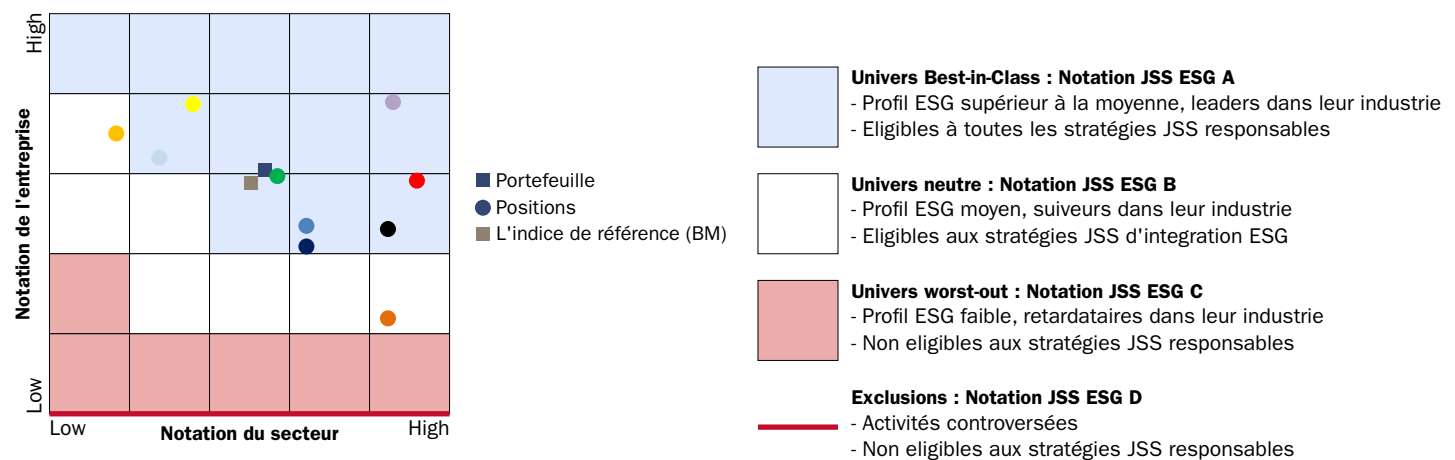 High
Notation de l'entreprise
Low
Low
Notation du secteur
High
Portefeuille
Positions
L'indice de référence (BM)
Univers Best-in-Class : Notation JSS ESG A
- Profil ESG supérieur à la moyenne, leaders dans leur industrie
- Eligibles à toutes les stratégies JSS responsables
Univers neutre : Notation JSS ESG B
- Profil ESG moyen, suiveurs dans leur industrie
- Eligibles aux stratégies JSS d'integration ESG
Univers worst-out : Notation JSS ESG C
- Profil ESG faible, retardataires dans leur industrie
- Non eligibles aux stratégies JSS responsables
Exclusions : Notation JSS ESG D
- Activités controversées
- Non eligibles aux stratégies JSS responsables